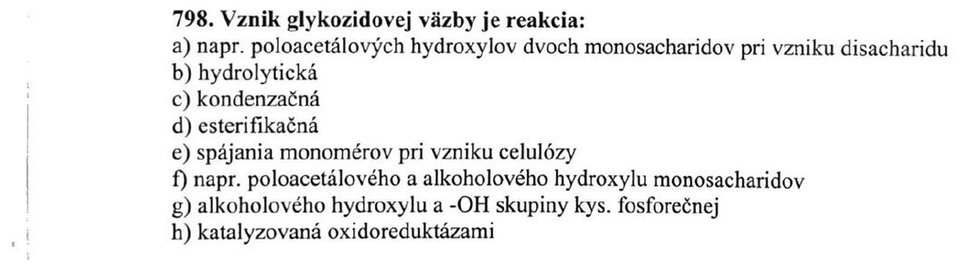 798. Vznik glykozidovej väzby je reakcia:
a) napr. poloacetálových hydroxylov dvoch monosacharidov pri vzniku disacharidu
b) hydrolytická
c) kondenzačná
d) esterifikačná
e) spájania monomérov pri vzniku celulózy
f) napr. poloacetálového a alkoholového hydroxylu monosacharidov
g) alkoholového hydroxylu a -OH skupiny kys. fosforečnej
h) katalyzovaná oxidoreduktázami